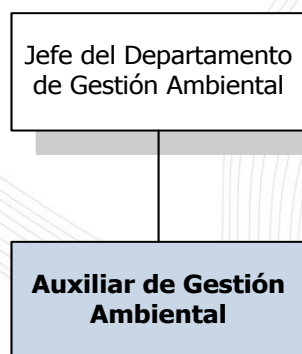 Jefe del Departamento
de Gestión Ambiental
Auxiliar de Gestión
Ambiental